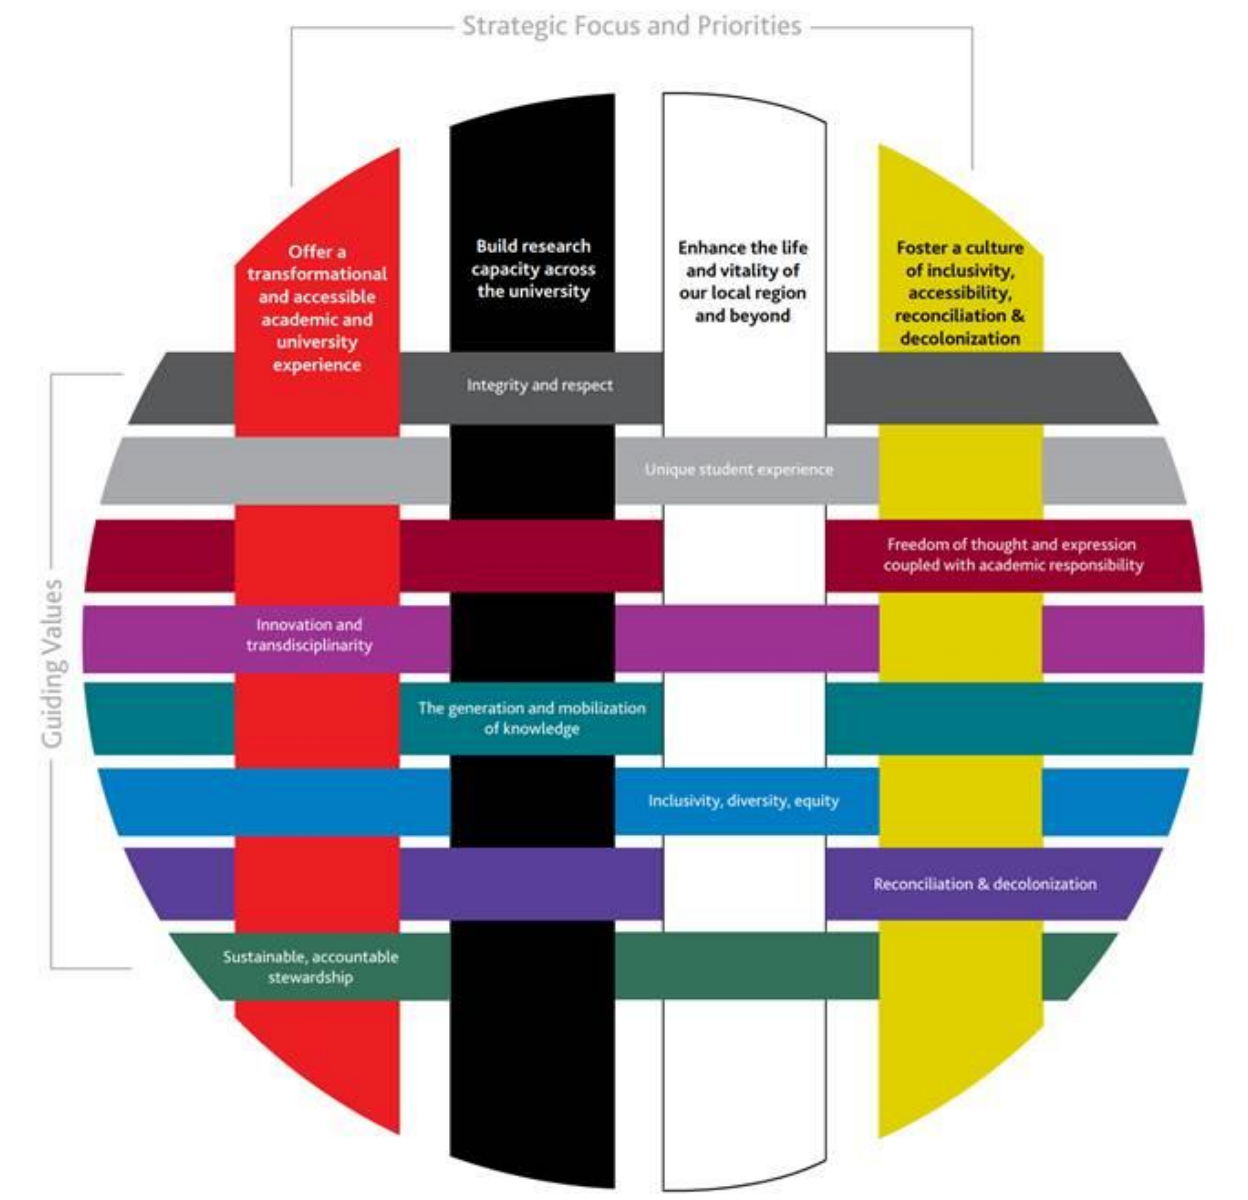 Strategic Focus and Priorities
Offer a
transformational
and accessible
academic and
university
experience
Build research
capacity across
the university
Enhance the life
and vitality of
our local region
and beyond
Foster a culture
of inclusivity,
accessibility,
reconciliation &
decolonization
Guiding Values
Integrity and respect
Unique student experience
Freedom of thought and expression
coupled with academic responsibility
Innovation and
transdisciplinarity
The generation and mobilization
of knowledge
Inclusivity, diversity, equity
Reconciliation & decolonization
Sustainable, accountable
stewardship